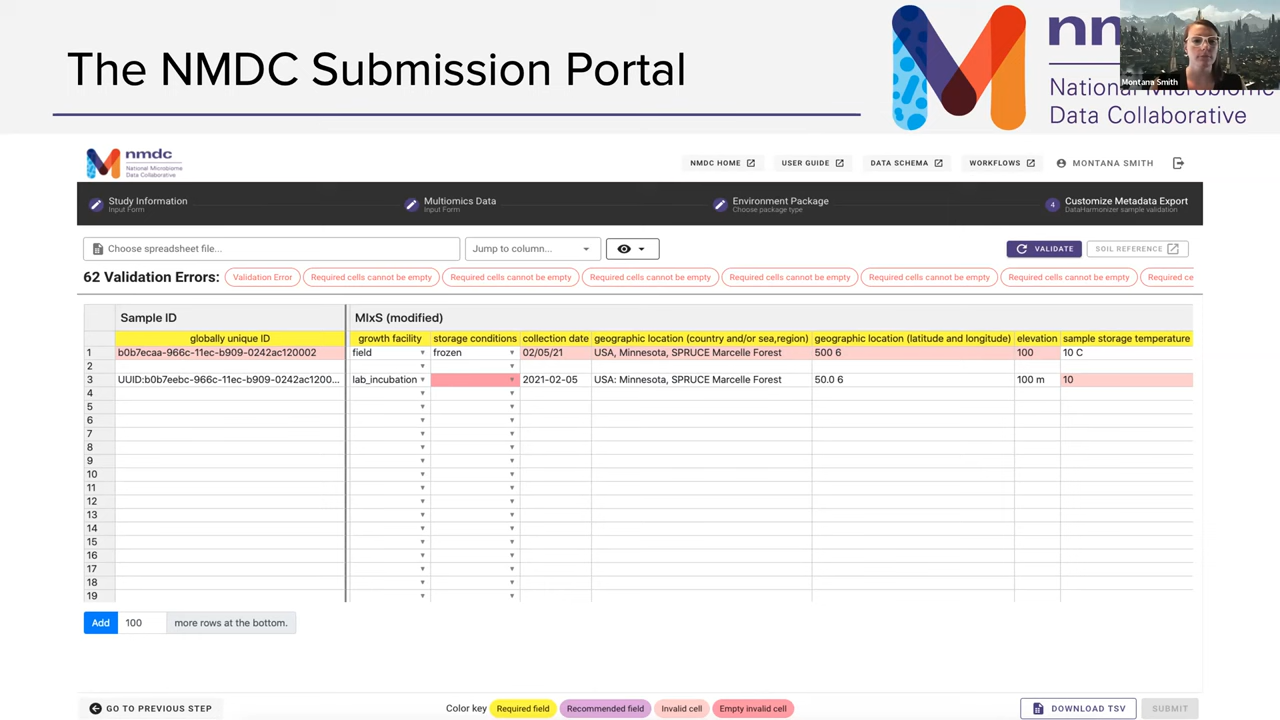 The NMDC Submission Portal
nm
National Microbiome
Data Collaborative
Montana Smith
nmdc
National Microbiome
Data Collaborative
NMDC HOME
USER GUIDE
DATA SCHEMA
WORKFLOWS
MONTANA SMITH
Study Information
Input Form
Multiomics Data
Input Form
Environment Package
Choose package type
4
Customize Metadata Export
DataHarmonizer sample validation
Choose spreadsheet file...
Jump to column...
VALIDATE
SOIL REFERENCE
62 Validation Errors: Validation Error Required cells cannot be empty Required cells cannot be empty Required cells cannot be empty Required cells cannot be empty Required cells cannot be empty Required cells cannot be empty Required ce
Sample ID MIxS (modified)
globally unique ID growth facility storage conditions collection date geographic location (country and/or sea,region) geographic location (latitude and longitude) elevation sample storage temperature
1 b0b7ecaa-966c-11ec-b909-0242ac120002 field frozen 02/05/21 USA, Minnesota, SPRUCE Marcelle Forest 500 6 100 10 C
2
3 UUID:b0b7eebc-966c-11ec-b909-0242ac1200... lab_incubation 2021-02-05 USA: Minnesota, SPRUCE Marcelle Forest 50.0 6 100 m 10
4
5
6
7
8
9
10
11
12
13
14
15
16
17
18
19
Add 100 more rows at the bottom.
GO TO PREVIOUS STEP
Color key Required field Recommended field Invalid cell Empty invalid cell
DOWNLOAD TSV
SUBMIT